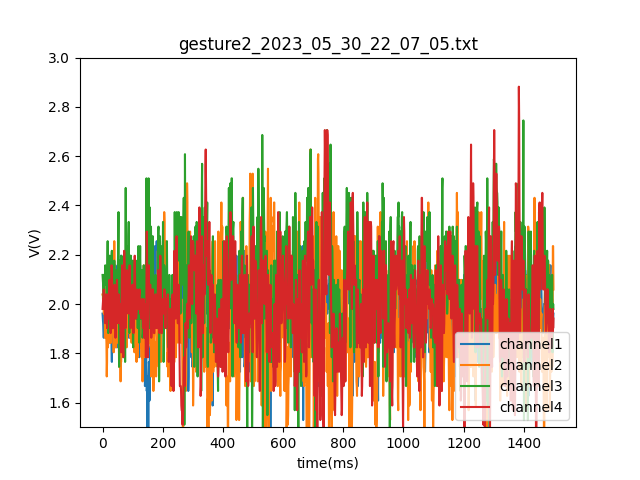 gesture2_2023_05_30_22_07_05.txt
3.0
2.8
2.6
2.4
2.2
2.0
1.8
1.6
V(V)
0 200 400 600 800 1000 1200 1400
time(ms)
channel1
channel2
channel3
channel4